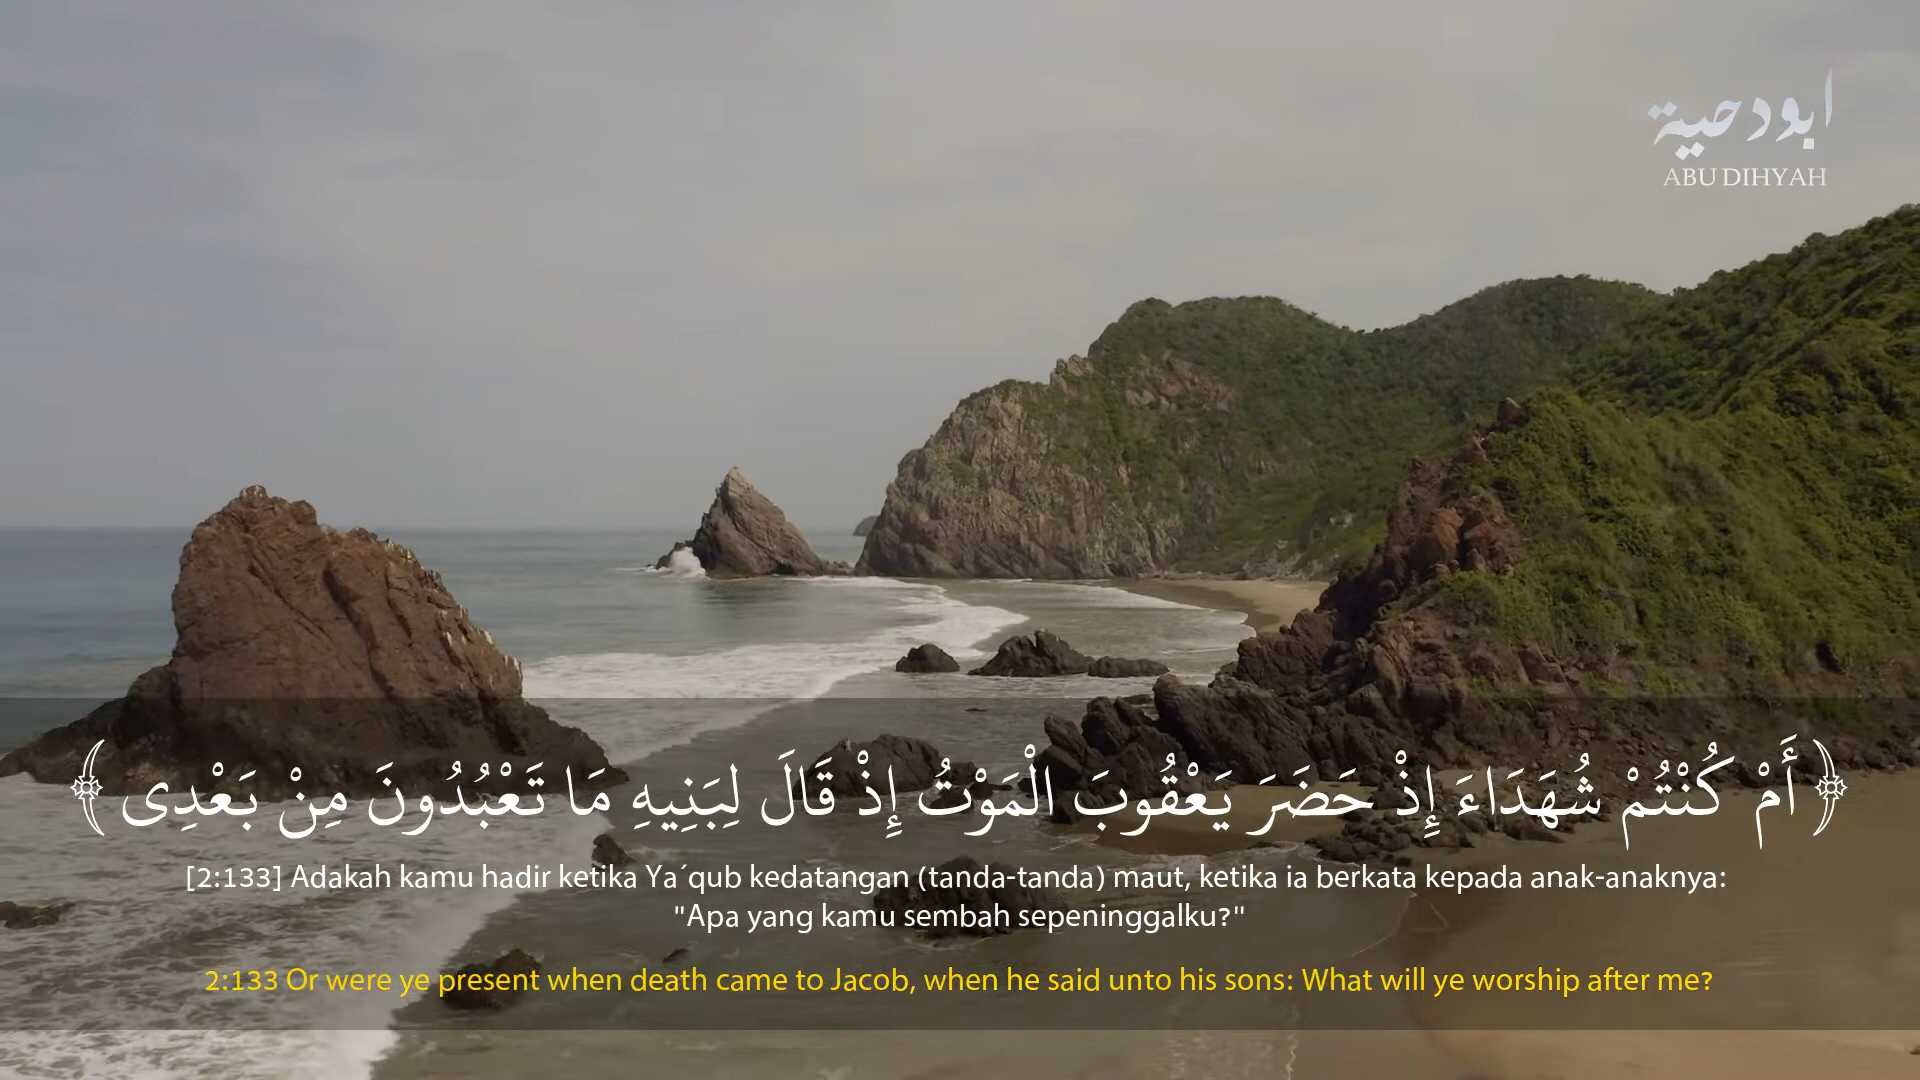 ابودحية
ABU DIHYAH
﴿ أَمْ كُنْتُمْ شُهَدَاءَ إِذْ حَضَرَ يَعْقُوبَ الْمَوْتُ إِذْ قَالَ لِبَنِيهِ مَا تَعْبُدُونَ مِنْ بَعْدِى ﴾
[2:133] Adakah kamu hadir ketika Ya´qub kedatangan (tanda-tanda) maut, ketika ia berkata kepada anak-anaknya:
"Apa yang kamu sembah sepeninggalku?"
2:133 Or were ye present when death came to Jacob, when he said unto his sons: What will ye worship after me?